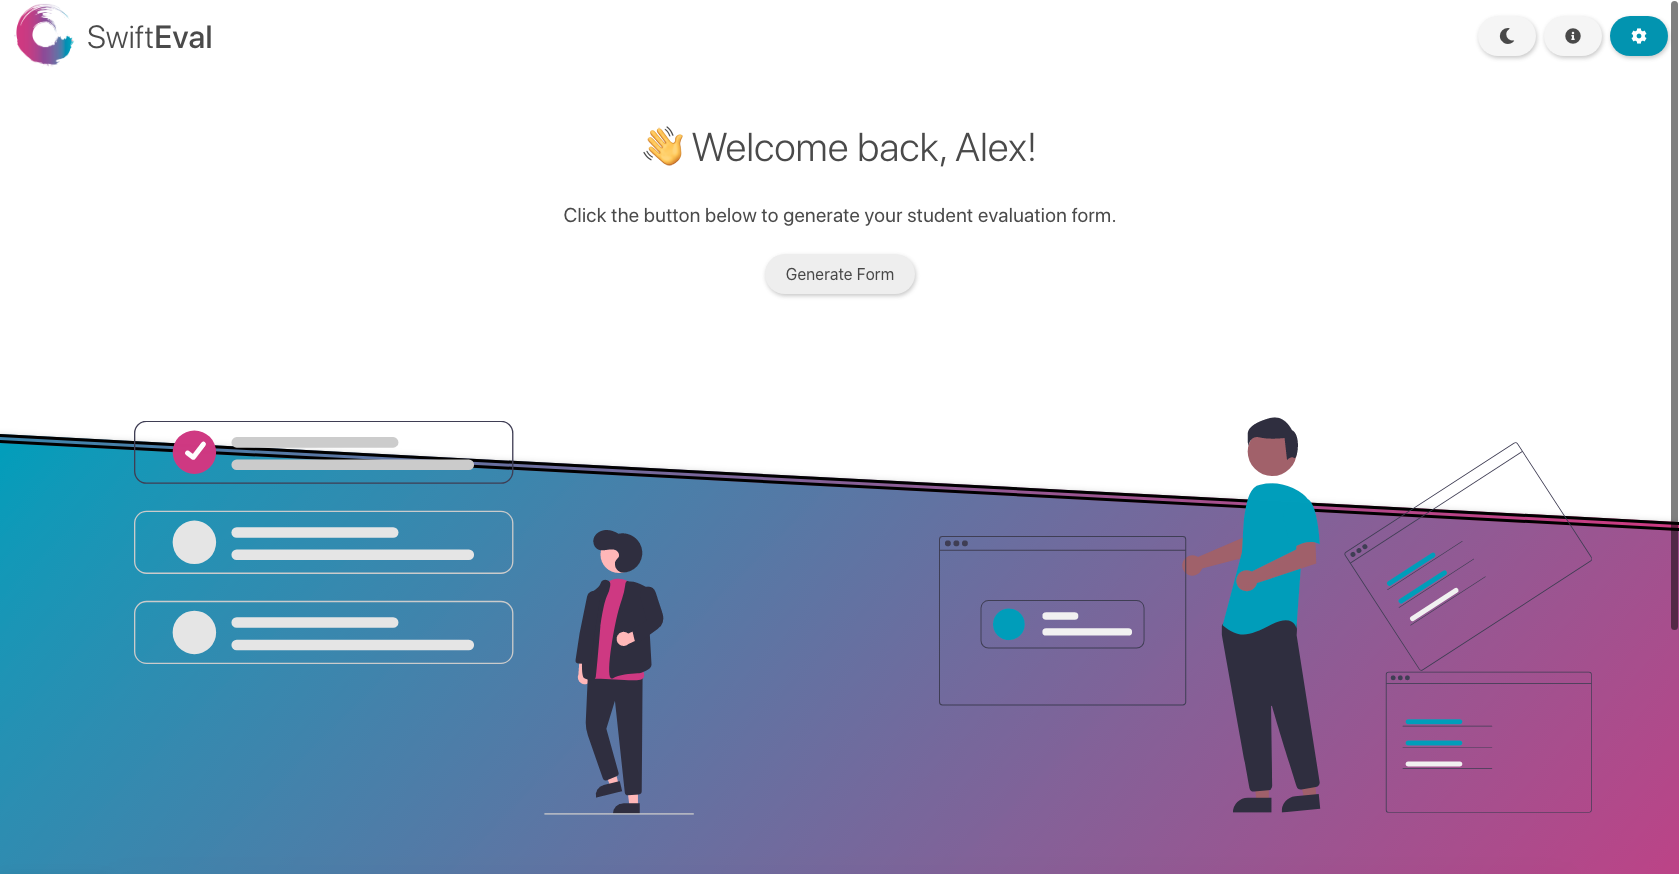 SwiftEval
👋 Welcome back, Alex!
Click the button below to generate your student evaluation form.
Generate Form